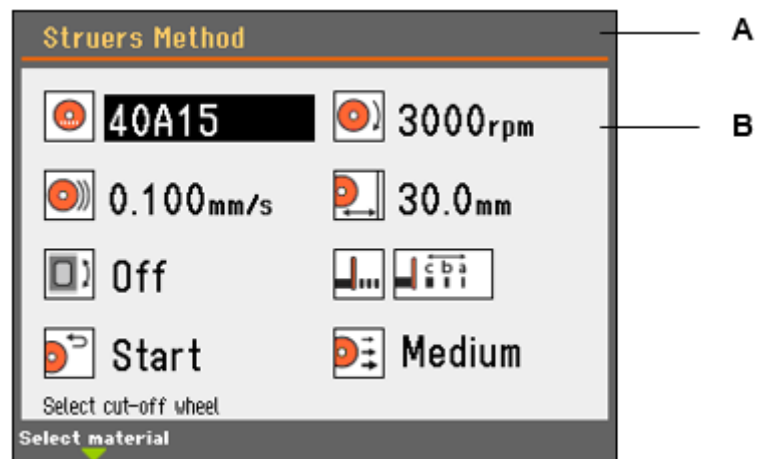 Struers Method
A
40A15
3000rpm
B
0.100mm/s
30.0mm
Off
c b a
Start
Medium
Select cut-off wheel
Select material